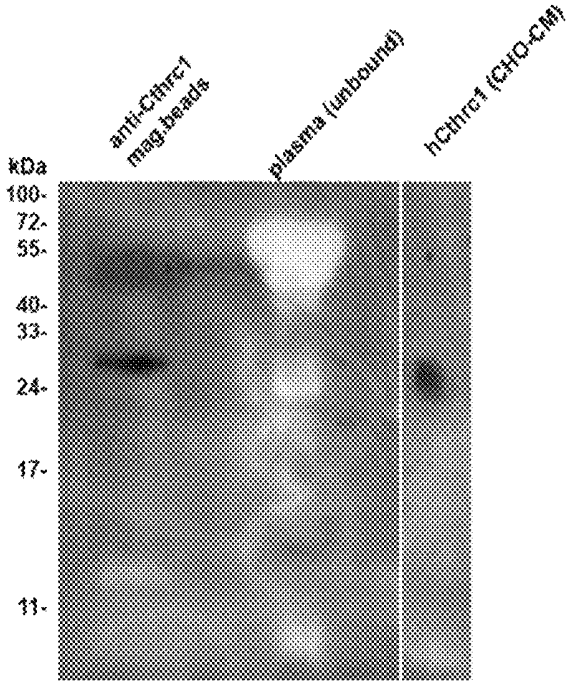 anti-Cthrc1
mag.beads
plasma (unbound)
hCthrc1 (CHO-CM)
kDa
100-
72-
55-
40-
33-
24-
17-
11-